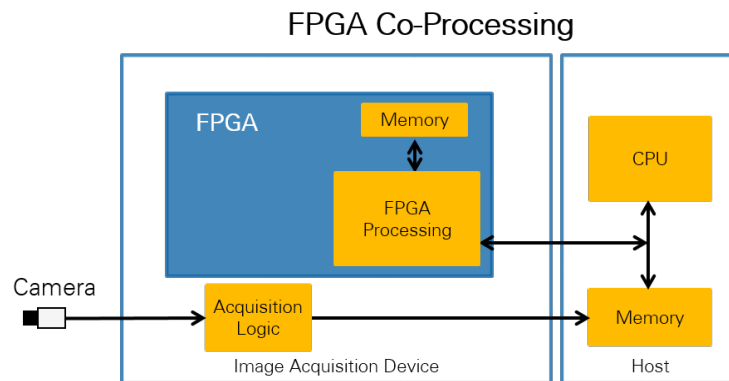 FPGA Co-Processing
FPGA
Memory
CPU
FPGA
Processing
Camera
Acquisition
Logic
Memory
Image Acquisition Device
Host